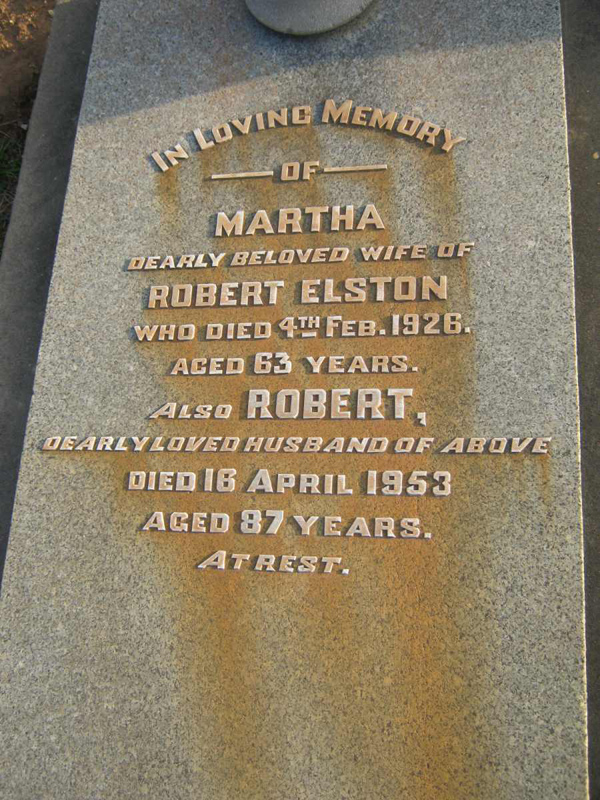 IN LOVING MEMORY
OF
MARTHA
DEARLY BELOVED WIFE OF
ROBERT ELSTON
WHO DIED 4TH FEB. 1926.
AGED 63 YEARS.
ALSO ROBERT,
DEARLY LOVED HUSBAND OF ABOVE
DIED 16 APRIL 1953
AGED 87 YEARS.
AT REST.